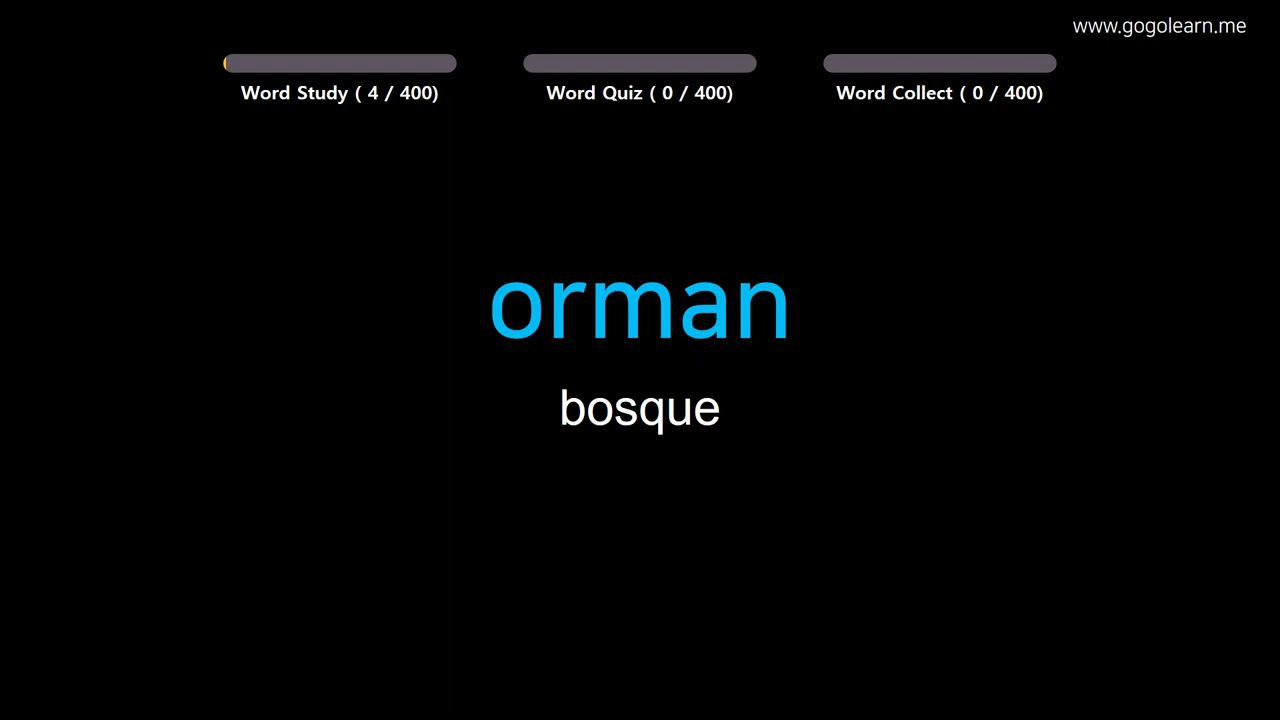 www.gogolearn.me
Word Study ( 4 / 400)
Word Quiz ( 0 / 400)
Word Collect ( 0 / 400)
orman
bosque